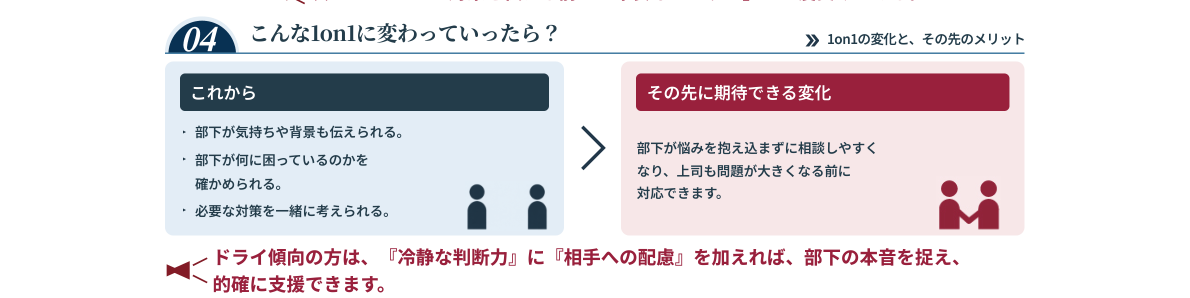 04 こんな1on1に変わっていったら？
1on1の変化と、その先のメリット
これから
・部下が気持ちや背景も伝えられる。
・部下が何に困っているのかを
確かめられる。
・必要な対策を一緒に考えられる。
その先に期待できる変化
部下が悩みを抱え込まずに相談しやすく
なり、上司も問題が大きくなる前に
対応できます。
ドライ傾向の方は、『冷静な判断力』に『相手への配慮』を加えれば、部下の本音を捉え、
的確に支援できます。